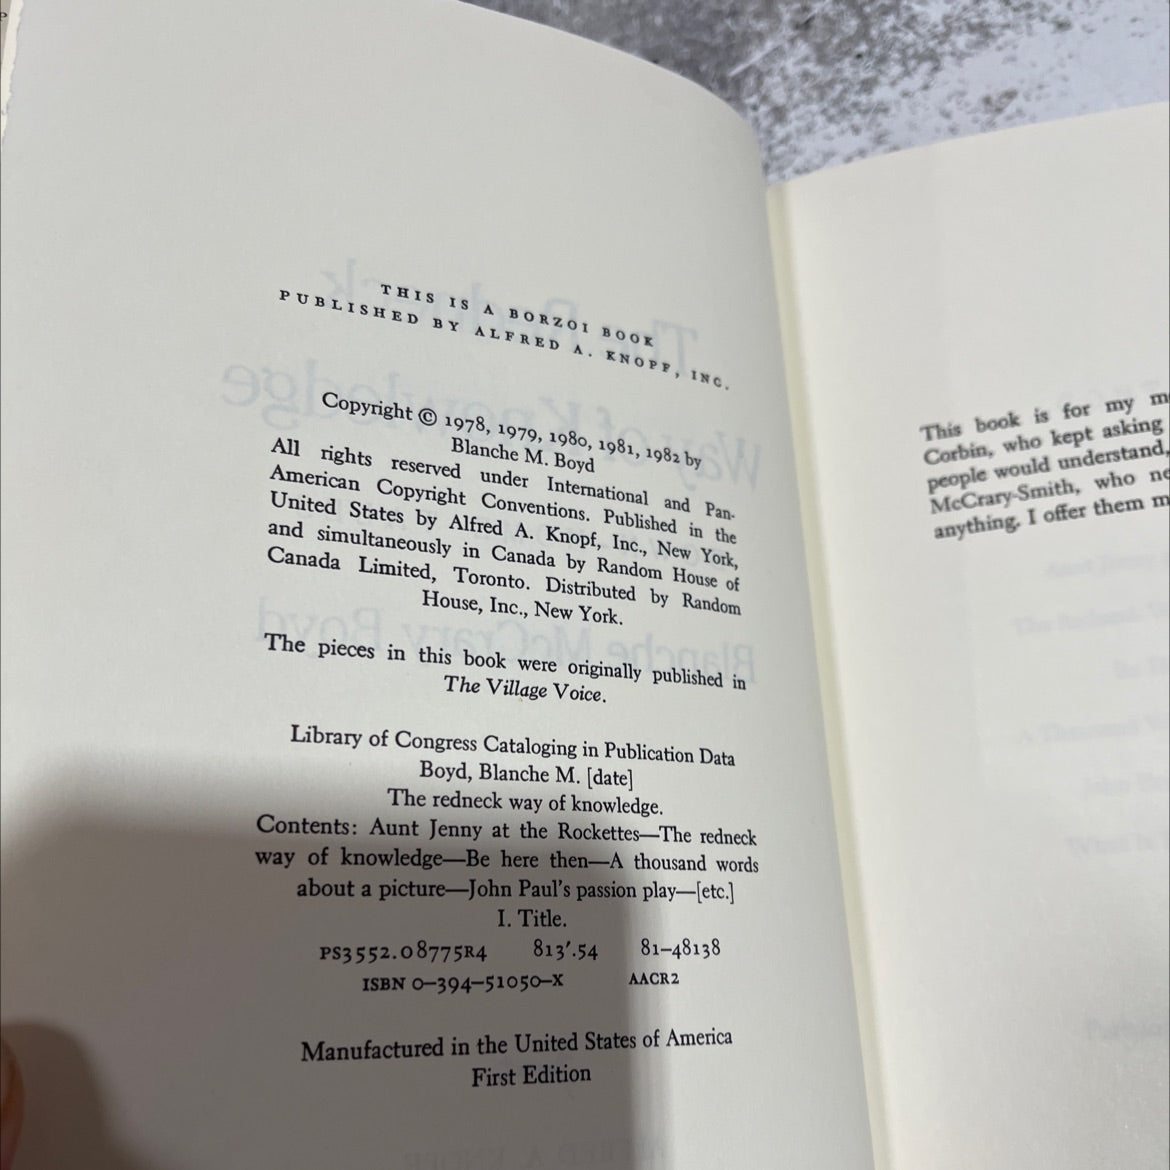 THIS IS A BORZOI BOOK
PUBLISHED BY ALFRED A. KNOPF, INC.
Copyright © 1978, 1979, 1980, 1981, 1982 by
Blanche M. Boyd
All rights reserved under International and Pan-
American Copyright Conventions. Published in the
United States by Alfred A. Knopf, Inc., New York,
and simultaneously in Canada by Random House of
Canada Limited, Toronto. Distributed by Random
House, Inc., New York.
The pieces in this book were originally published in
The Village Voice.
Library of Congress Cataloging in Publication Data
Boyd, Blanche M. [date]
The redneck way of knowledge.
Contents: Aunt Jenny at the Rockettes—The redneck
way of knowledge—Be here then—A thousand words
about a picture—John Paul's passion play—[etc.]
I. Title.
PS3552.O8775R4 813'.54 81–48138
ISBN 0–394–51050–X AACR2
Manufactured in the United States of America
First Edition
This book is for my m
Corbin, who kept asking
people would understand,
McCrary-Smith, who no
anything. I offer them m